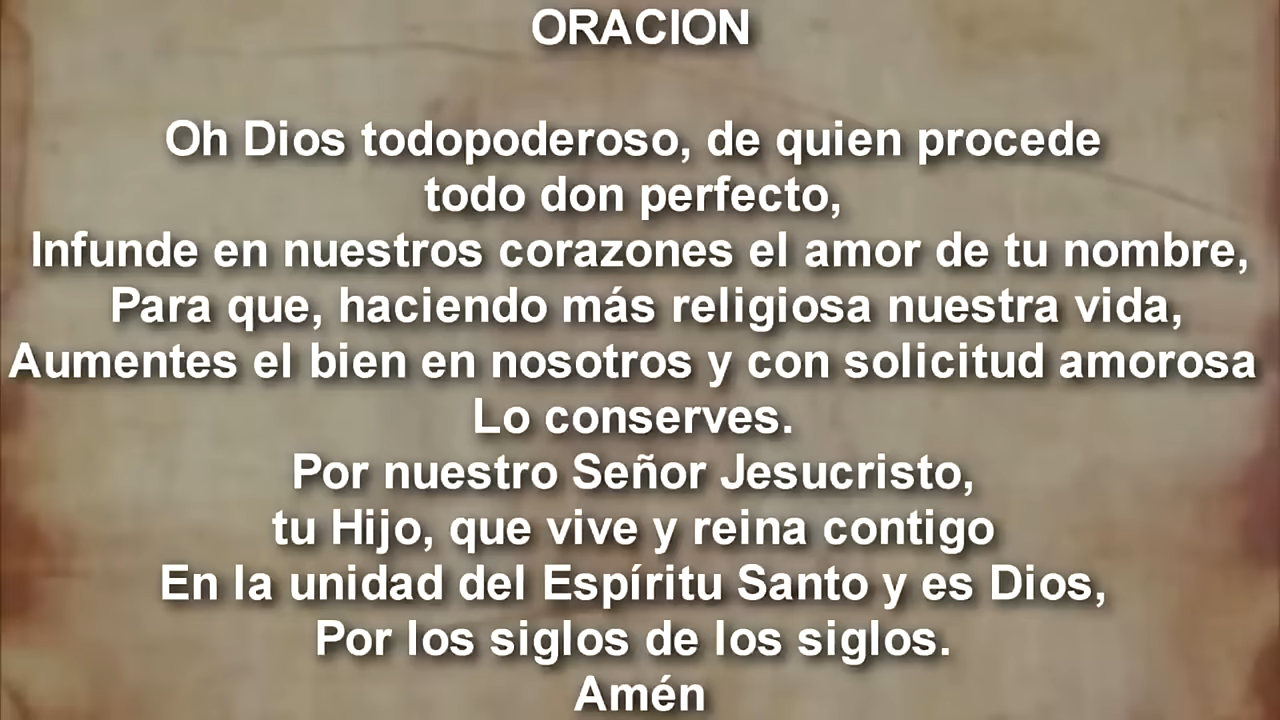 ORACION
Oh Dios todopoderoso, de quien procede
todo don perfecto,
Infunde en nuestros corazones el amor de tu nombre,
Para que, haciendo más religiosa nuestra vida,
Aumentes el bien en nosotros y con solicitud amorosa
Lo conserves.
Por nuestro Señor Jesucristo,
tu Hijo, que vive y reina contigo
En la unidad del Espíritu Santo y es Dios,
Por los siglos de los siglos.
Amén